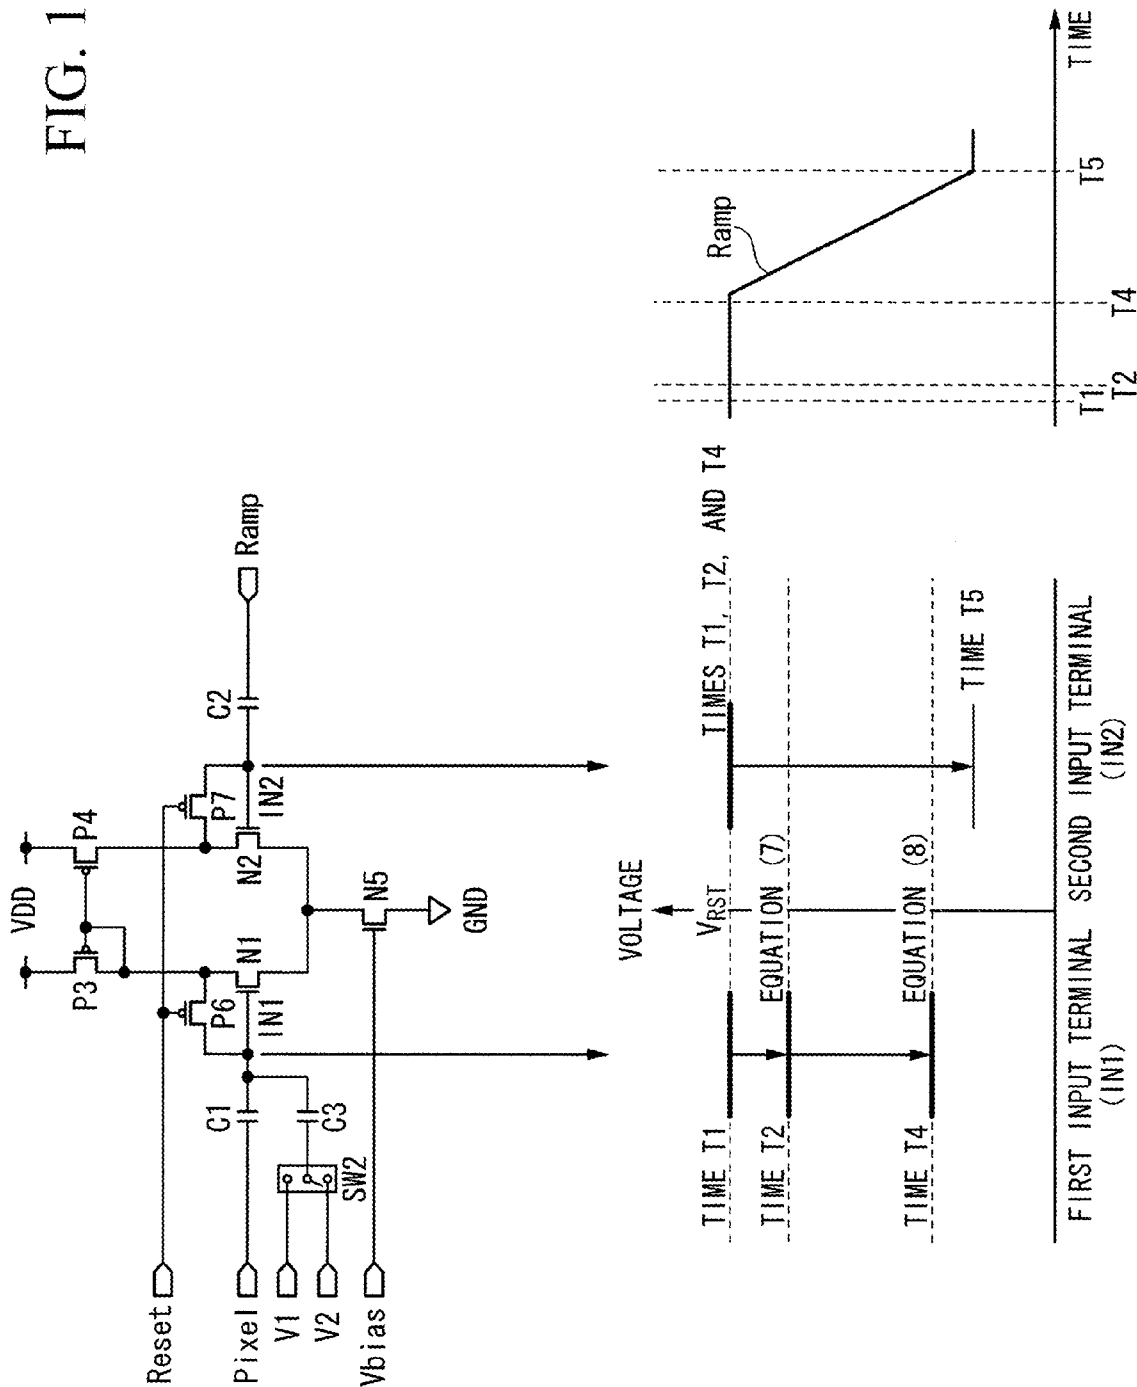 FIG. 1
VDD
P3
P4
Reset
P6
P7
Pixel
C1
IN1
N1
N2
IN2
C2
Ramp
V1
V2
SW2
C3
Vbias
N5
GND
VOLTAGE
VRST
TIME T1
TIMES T1, T2, AND T4
TIME T2
EQUATION (7)
TIME T4
EQUATION (8)
TIME T5
FIRST INPUT TERMINAL
(IN1)
SECOND INPUT TERMINAL
(IN2)
Ramp
T1
T2
T4
T5
TIME